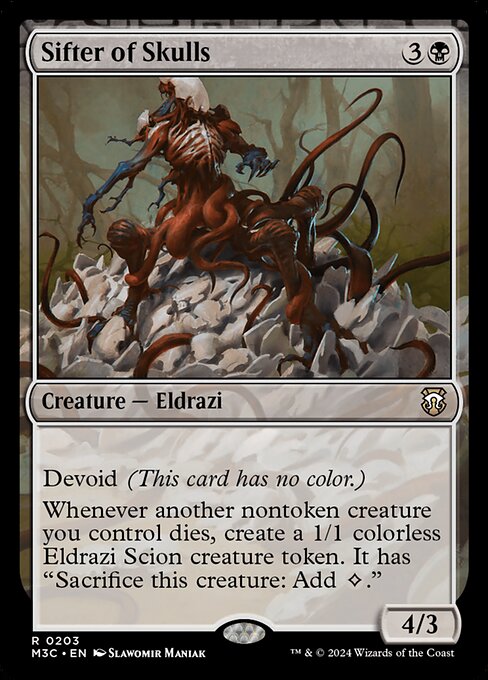 Sifter of Skulls 3
Creature — Eldrazi
Devoid (This card has no color.)
Whenever another nontoken creature
you control dies, create a 1/1 colorless
Eldrazi Scion creature token. It has
“Sacrifice this creature: Add .”
4/3
R 0203
M3C • EN Slawomir Maniak ™ & © 2024 Wizards of the Coast